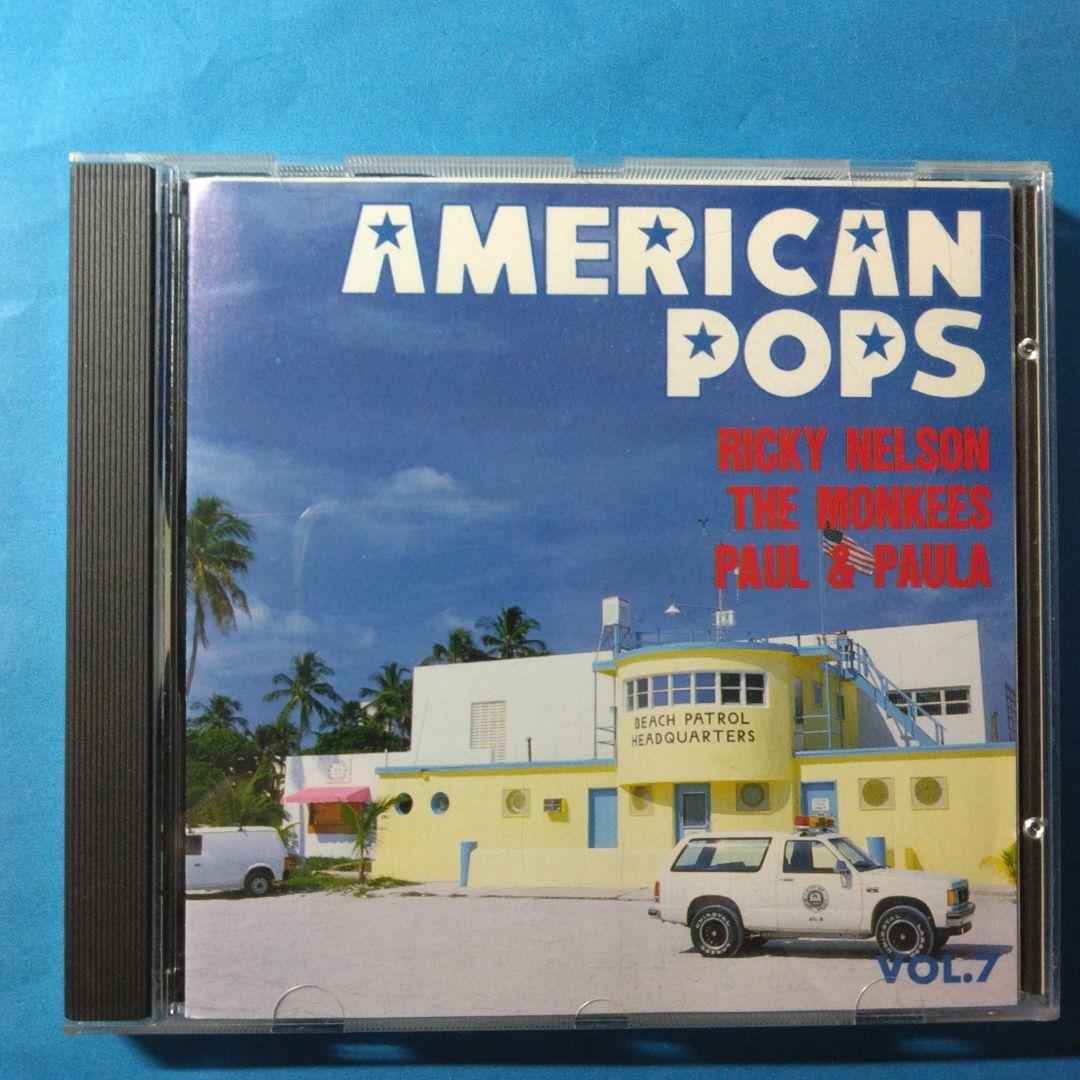 AMERICAN
POPS
RICKY NELSON
THE MONKEES
PAUL & PAULA
BEACH PATROL
HEADQUARTERS
VOL.7